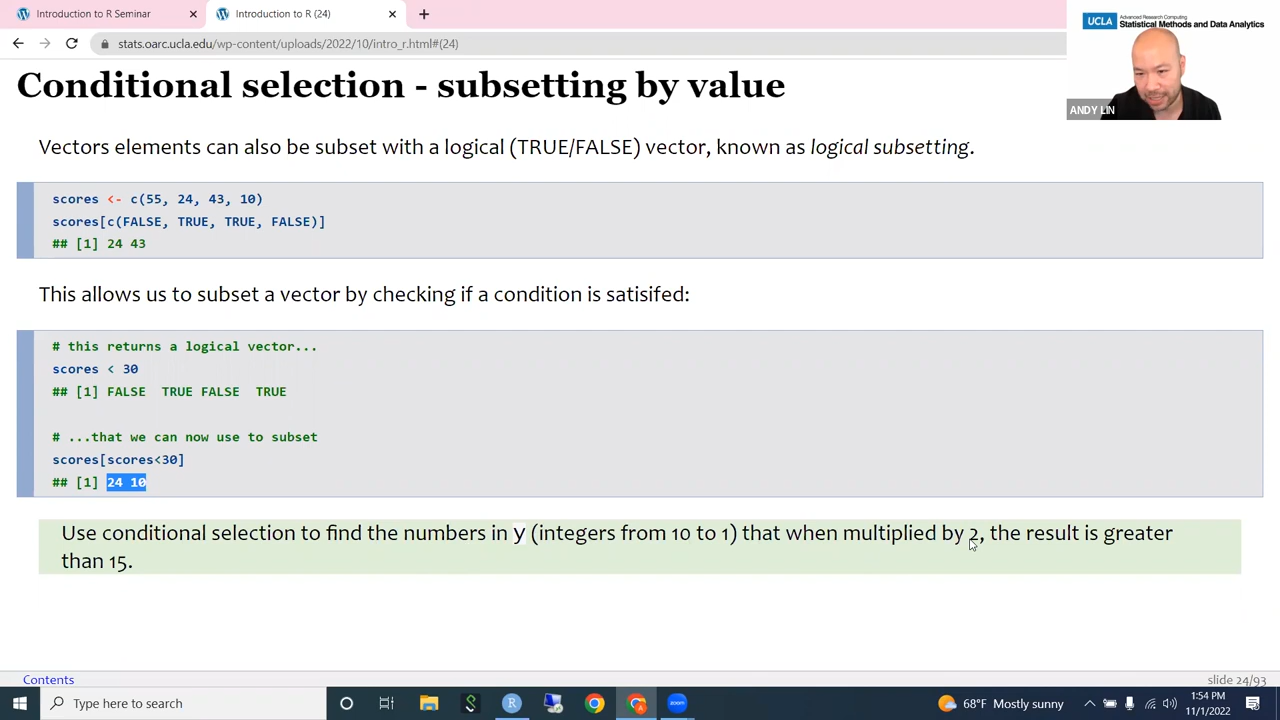 Introduction to R Seminar
Introduction to R (24)
stats.oarc.ucla.edu/wp-content/uploads/2022/10/intro_r.html#(24)
UCLA Advanced Research Computing
Statistical Methods and Data Analytics
ANDY LIN
Conditional selection - subsetting by value
Vectors elements can also be subset with a logical (TRUE/FALSE) vector, known as logical subsetting.
scores <- c(55, 24, 43, 10)
scores[c(FALSE, TRUE, TRUE, FALSE)]
## [1] 24 43
This allows us to subset a vector by checking if a condition is satisifed:
# this returns a logical vector...
scores < 30
## [1] FALSE  TRUE FALSE  TRUE
# ...that we can now use to subset
scores[scores<30]
## [1] 24 10
Use conditional selection to find the numbers in y (integers from 10 to 1) that when multiplied by 2, the result is greater
than 15.
Contents
slide 24/93
Type here to search
zoom
68°F Mostly sunny
1:54 PM
11/1/2022